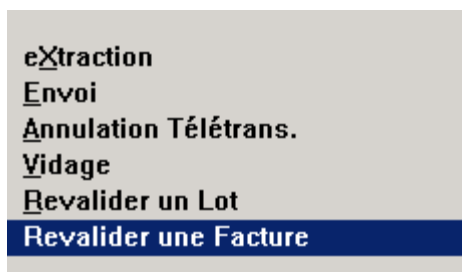 eXtraction
Envoi
Annulation Télétrans.
Vidage
Revalider un Lot
Revalider une Facture